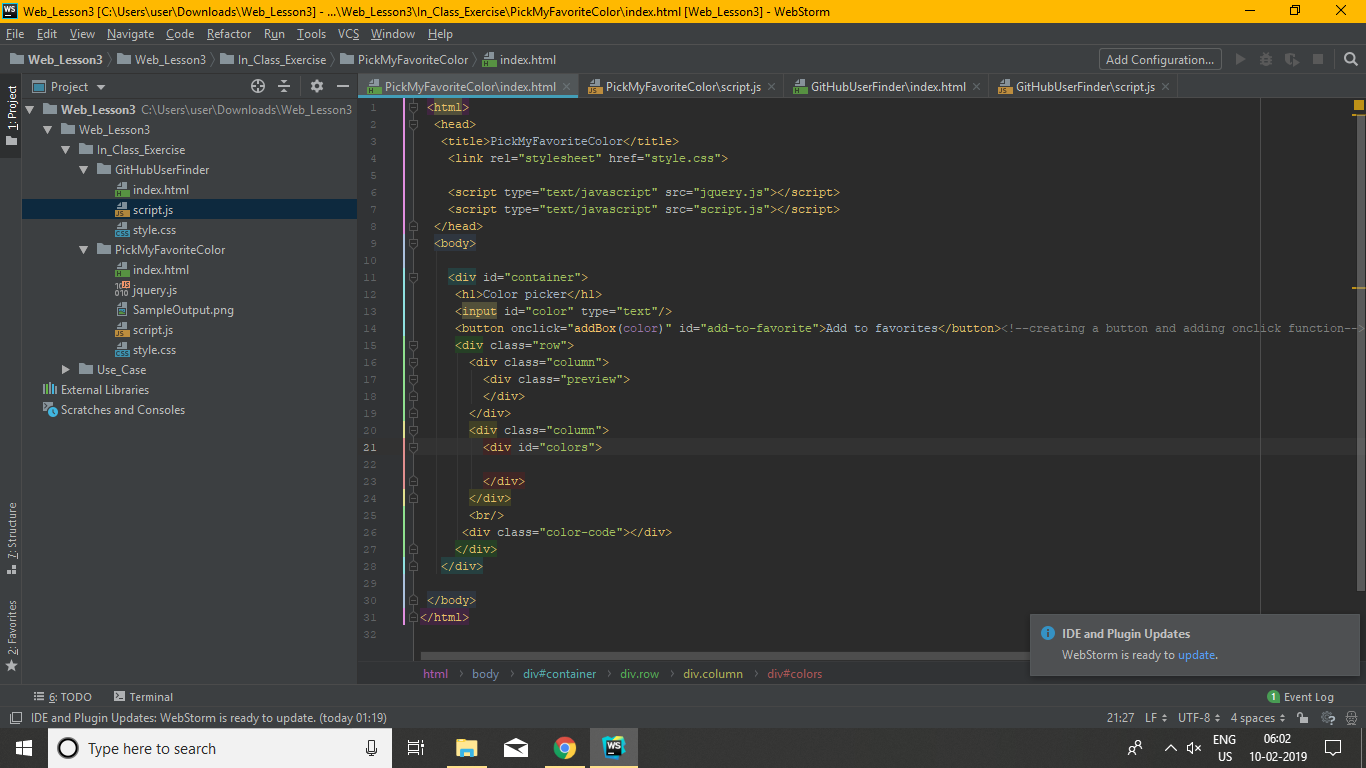 Web_Lesson3 [C:\Users\user\Downloads\Web_Lesson3] - ...\Web_Lesson3\In_Class_Exercise\PickMyFavoriteColor\index.html [Web_Lesson3] - WebStorm
File Edit View Navigate Code Refactor Run Tools VCS Window Help
Web_Lesson3 Web_Lesson3 In_Class_Exercise PickMyFavoriteColor index.html Add Configuration...
1: Project
Project
PickMyFavoriteColor\index.html PickMyFavoriteColor\script.js GitHubUserFinder\index.html GitHubUserFinder\script.js
Web_Lesson3 C:\Users\user\Downloads\Web_Lesson3
Web_Lesson3
In_Class_Exercise
GitHubUserFinder
index.html
script.js
style.css
PickMyFavoriteColor
index.html
jquery.js
SampleOutput.png
script.js
style.css
Use_Case
External Libraries
Scratches and Consoles
7: Structure
2: Favorites
1 <html>
2 <head>
3 <title>PickMyFavoriteColor</title>
4 <link rel="stylesheet" href="style.css">
5
6 <script type="text/javascript" src="jquery.js"></script>
7 <script type="text/javascript" src="script.js"></script>
8 </head>
9 <body>
10
11 <div id="container">
12 <h1>Color picker</h1>
13 <input id="color" type="text"/>
14 <button onclick="addBox(color)" id="add-to-favorite">Add to favorites</button><!--creating a button and adding onclick function-->
15 <div class="row">
16 <div class="column">
17 <div class="preview">
18 </div>
19 </div>
20 <div class="column">
21 <div id="colors">
22
23 </div>
24 </div>
25 <br/>
26 <div class="color-code"></div>
27 </div>
28 </div>
29
30 </body>
31 </html>
32
IDE and Plugin Updates
WebStorm is ready to update.
html body div#container div.row div.column div#colors
6: TODO Terminal 1 Event Log
IDE and Plugin Updates: WebStorm is ready to update. (today 01:19) 21:27 LF UTF-8 4 spaces
Type here to search
ENG
US
06:02
10-02-2019